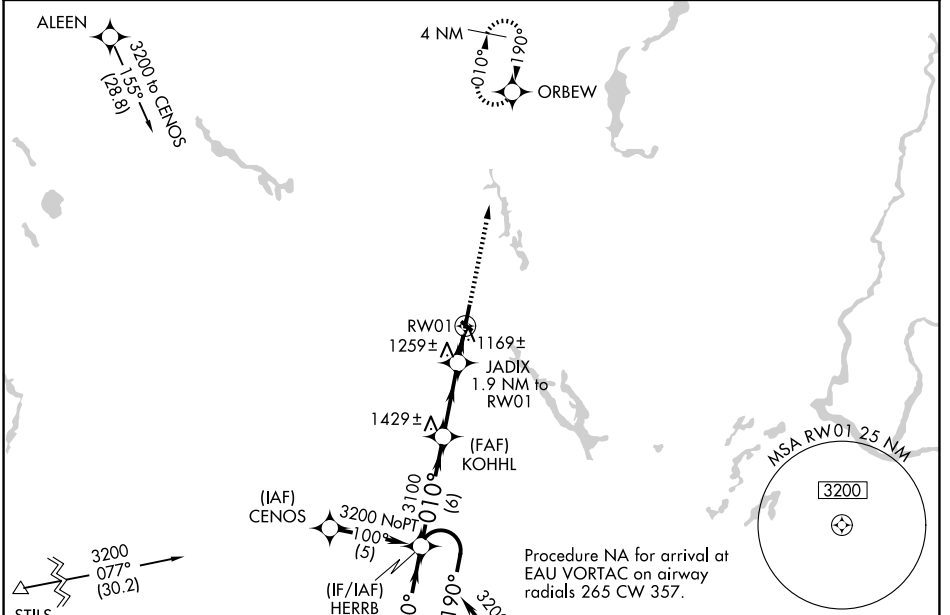 ALEEN
3200 to CENOS
155°
(28.8)
4 NM
010°
190°
ORBEW
RW01
1259±
1169±
JADIX
1.9 NM to
RW01
1429±
(FAF)
KOHHL
3100
010°
(6)
(IAF)
CENOS
3200 NoPT
100°
(5)
MSA RW01 25 NM
3200
3200
077°
(30.2)
(IF/IAF)
HERRB
190°
Procedure NA for arrival at
EAU VORTAC on airway
radials 265 CW 357.